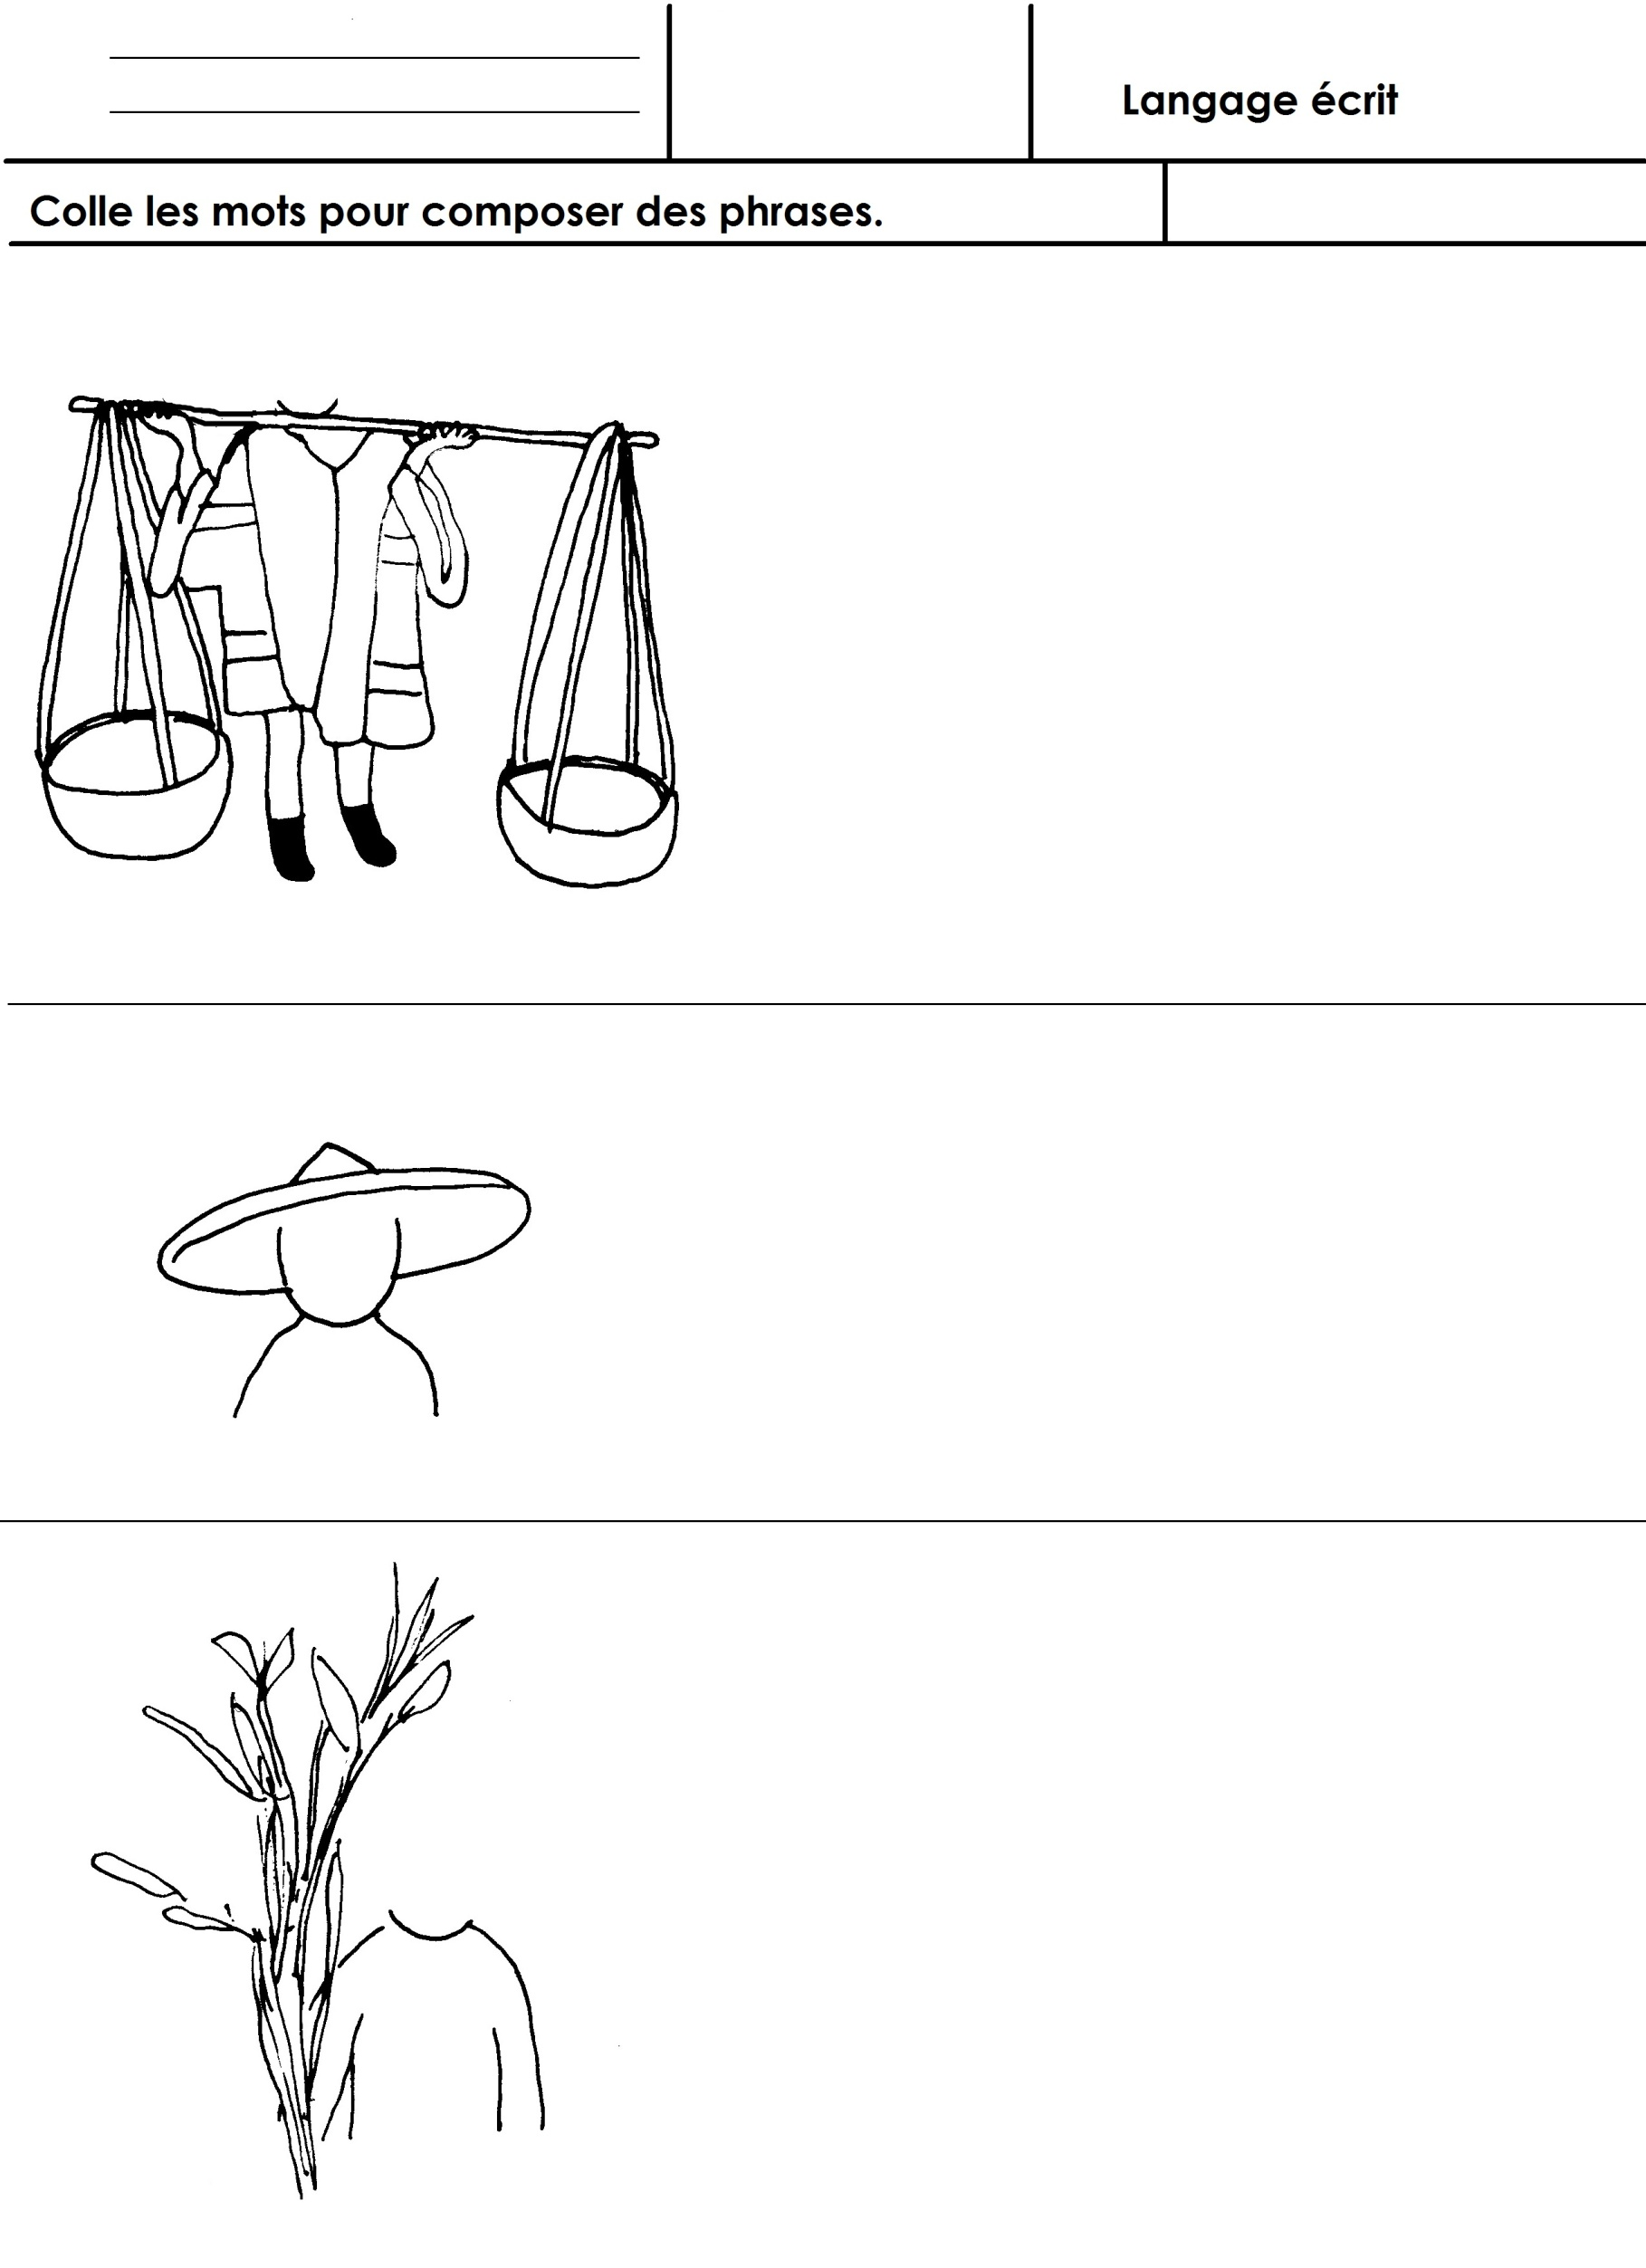 Langage écrit
Colle les mots pour composer des phrases.